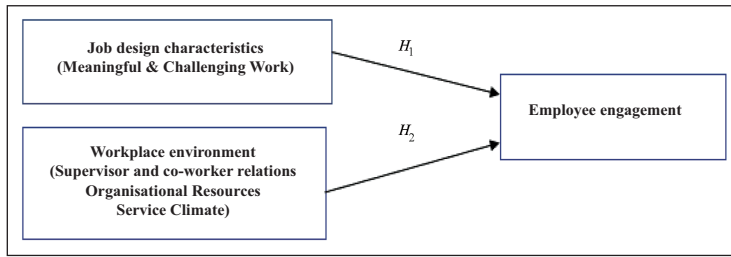 Job design characteristics
(Meaningful & Challenging Work)
H1
Employee engagement
H2
Workplace environment
(Supervisor and co-worker relations
Organisational Resources
Service Climate)